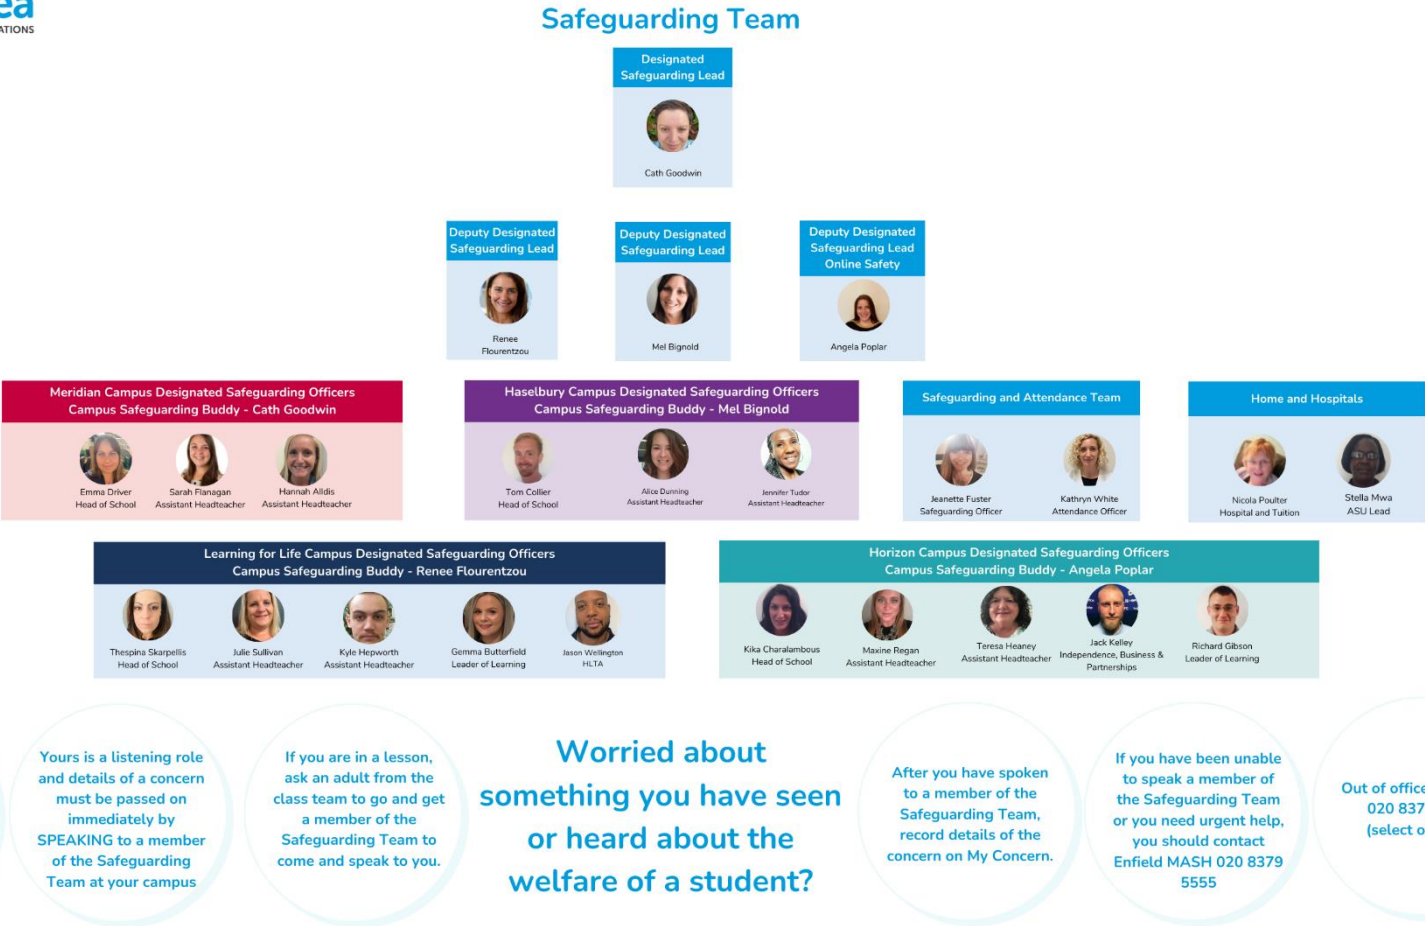 ea
ATIONS
Safeguarding Team
Designated
Safeguarding Lead
Cath Goodwin
Deputy Designated
Safeguarding Lead
Renee
Flourentzou
Deputy Designated
Safeguarding Lead
Mel Bignold
Deputy Designated
Safeguarding Lead
Online Safety
Angela Poplar
Meridian Campus Designated Safeguarding Officers
Campus Safeguarding Buddy - Cath Goodwin
Emma Driver
Head of School
Sarah Flanagan
Assistant Headteacher
Hannah Alldis
Assistant Headteacher
Haselbury Campus Designated Safeguarding Officers
Campus Safeguarding Buddy - Mel Bignold
Tom Collier
Head of School
Alice Dunning
Assistant Headteacher
Jennifer Tudor
Assistant Headteacher
Safeguarding and Attendance Team
Jeanette Fuster
Safeguarding Officer
Kathryn White
Attendance Officer
Home and Hospitals
Nicola Poulter
Hospital and Tuition
Stella Mwa
ASU Lead
Learning for Life Campus Designated Safeguarding Officers
Campus Safeguarding Buddy - Renee Flourentzou
Thespina Skarpellis
Head of School
Julie Sullivan
Assistant Headteacher
Kyle Hepworth
Assistant Headteacher
Gemma Butterfield
Leader of Learning
Jason Wellington
HLTA
Horizon Campus Designated Safeguarding Officers
Campus Safeguarding Buddy - Angela Poplar
Kika Charalambous
Head of School
Maxine Regan
Assistant Headteacher
Teresa Heaney
Assistant Headteacher
Jack Kelley
Independence, Business &
Partnerships
Richard Gibson
Leader of Learning
Yours is a listening role
and details of a concern
must be passed on
immediately by
SPEAKING to a member
of the Safeguarding
Team at your campus
If you are in a lesson,
ask an adult from the
class team to go and get
a member of the
Safeguarding Team to
come and speak to you.
Worried about
something you have seen
or heard about the
welfare of a student?
After you have spoken
to a member of the
Safeguarding Team,
record details of the
concern on My Concern.
If you have been unable
to speak a member of
the Safeguarding Team
or you need urgent help,
you should contact
Enfield MASH 020 8379
5555
Out of office
020 837
(select o